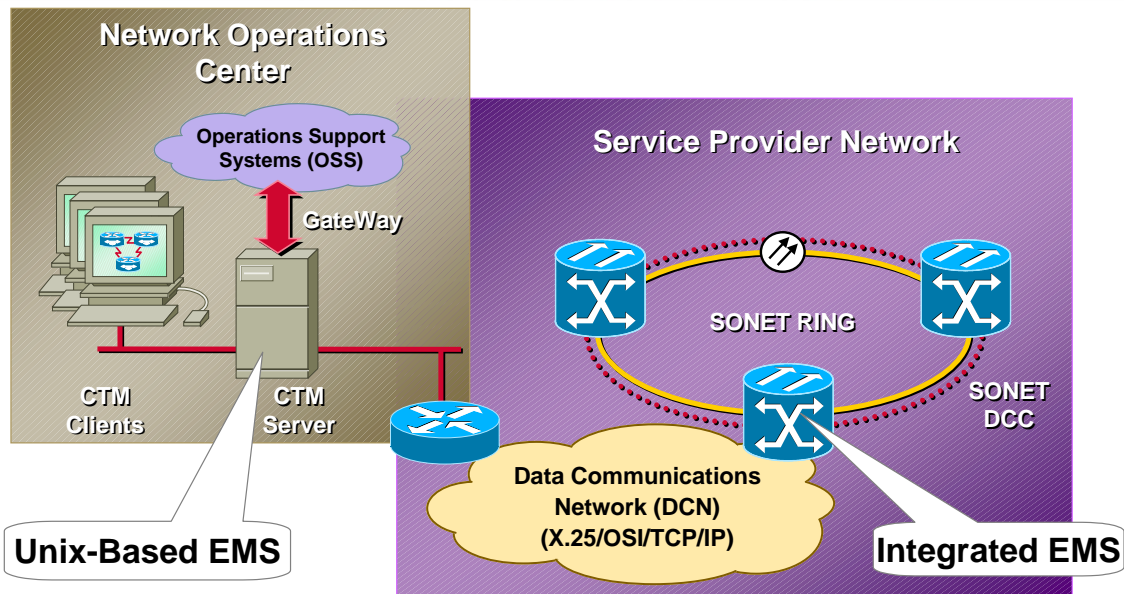 Network Operations
Center
Operations Support
Systems (OSS)
GateWay
CTM
Clients
CTM
Server
Unix-Based EMS
Service Provider Network
SONET RING
SONET
DCC
Data Communications
Network (DCN)
(X.25/OSI/TCP/IP)
Integrated EMS